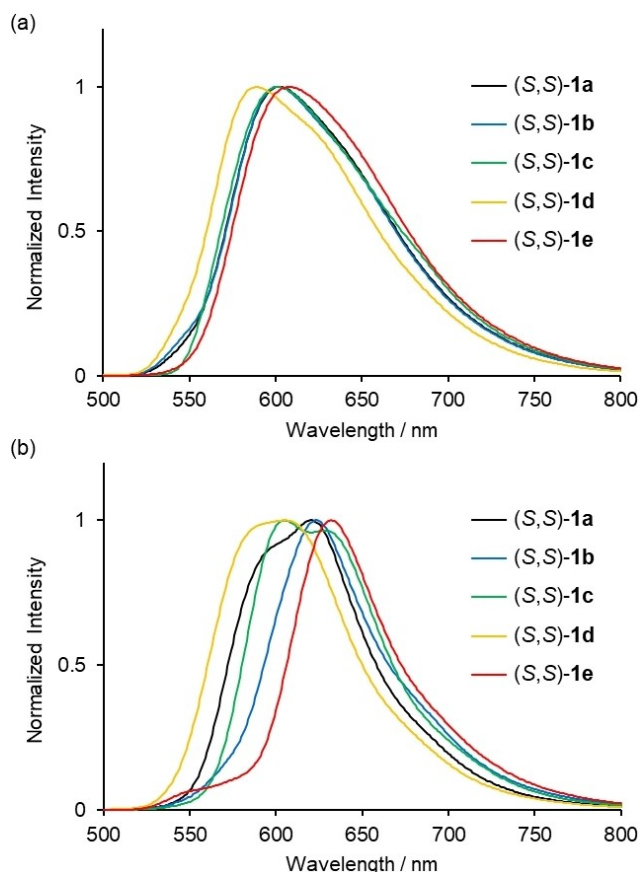 (a)
Normalized Intensity
1
0.5
0
(S,S)-1a
(S,S)-1b
(S,S)-1c
(S,S)-1d
(S,S)-1e
500 550 600 650 700 750 800
Wavelength / nm
(b)
Normalized Intensity
1
0.5
0
(S,S)-1a
(S,S)-1b
(S,S)-1c
(S,S)-1d
(S,S)-1e
500 550 600 650 700 750 800
Wavelength / nm